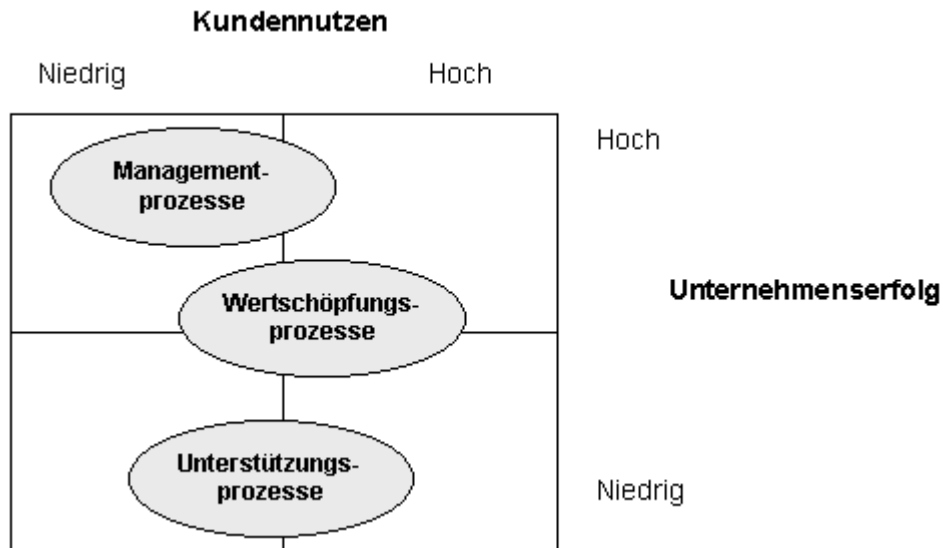 Kundennutzen
Niedrig
Hoch
Hoch
Management-
prozesse
Wertschöpfungs-
prozesse
Unternehmenserfolg
Unterstützungs-
prozesse
Niedrig